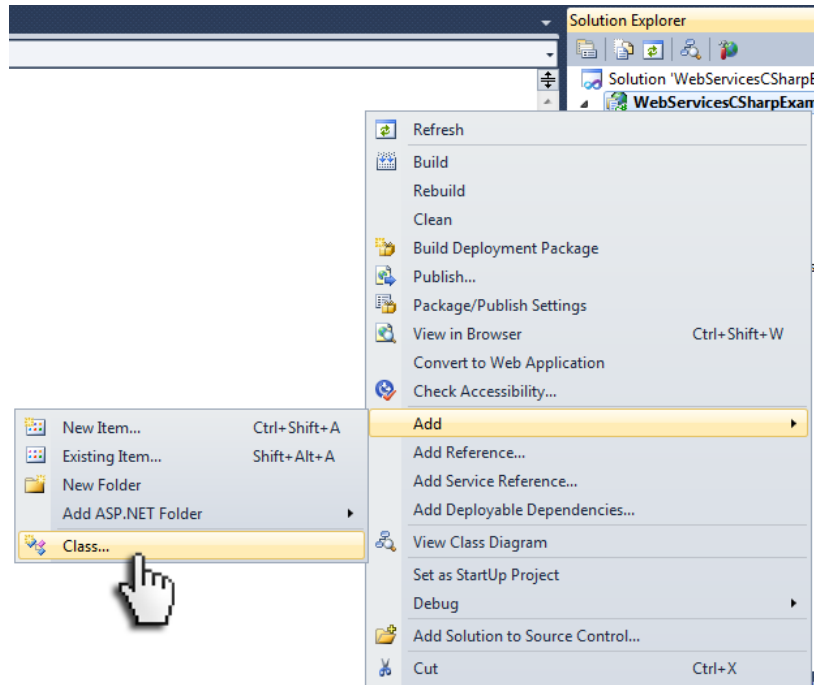 Solution Explorer
Solution 'WebServicesCSharpE
WebServicesCSharpExam
Refresh
Build
Rebuild
Clean
Build Deployment Package
Publish...
Package/Publish Settings
View in Browser Ctrl+Shift+W
Convert to Web Application
Check Accessibility...
Add
Add Reference...
Add Service Reference...
Add Deployable Dependencies...
View Class Diagram
Set as StartUp Project
Debug
Add Solution to Source Control...
Cut Ctrl+X
New Item... Ctrl+Shift+A
Existing Item... Shift+Alt+A
New Folder
Add ASP.NET Folder
Class...